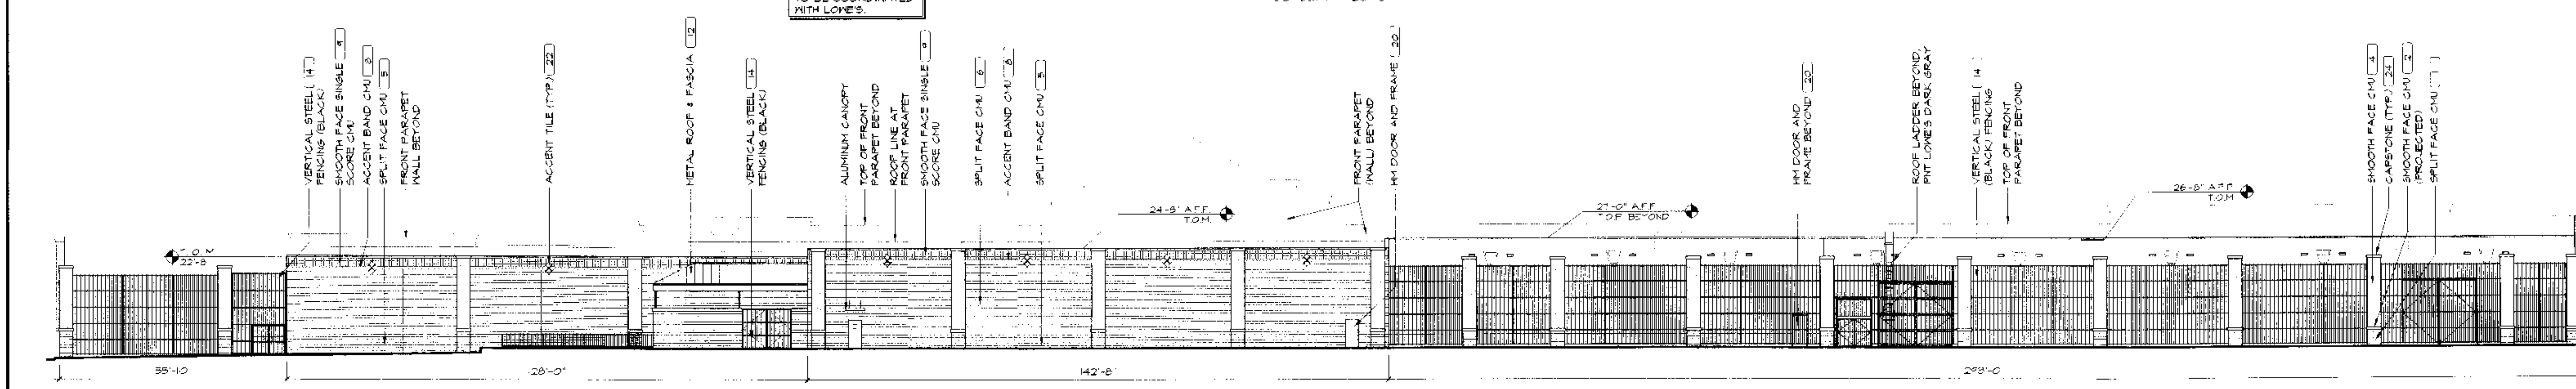 WITH LOWE'S.
VERTICAL STEEL 14
FENCING (BLACK)
SMOOTH FACE SINGLE 9
SCORE CMU
ACCENT BAND CMU 8
SPLIT FACE CMU 5
FRONT PARAPET
WALL BEYOND
ACCENT TILE (TYP.) 22
METAL ROOF & FASCIA 12
VERTICAL STEEL 14
FENCING (BLACK)
ALUMINUM CANOPY
TOP OF FRONT
PARAPET BEYOND
ROOF LINE AT
FRONT PARAPET
SMOOTH FACE SINGLE 9
SCORE CMU
SPLIT FACE CMU 6
ACCENT BAND CMU 8
SPLIT FACE CMU 5
FRONT PARAPET
WALL BEYOND
HM DOOR AND FRAME 20
HM DOOR AND
FRAME BEYOND 20
ROOF LADDER BEYOND,
PNT LOWE'S DARK GRAY
VERTICAL STEEL 14
(BLACK) FENCING
TOP OF FRONT
PARAPET BEYOND
SMOOTH FACE CMU 4
CAPSTONE (TYP.) 24
SMOOTH FACE CMU 2
(PROJECTED)
SPLIT FACE CMU
T.O.M
22'-8
24'-8" A.F.F.
T.O.M.
27'-0" A.F.F.
T.O.P BEYOND
26'-8" A.F.F.
T.O.M
55'-10
28'-0"
142'-8